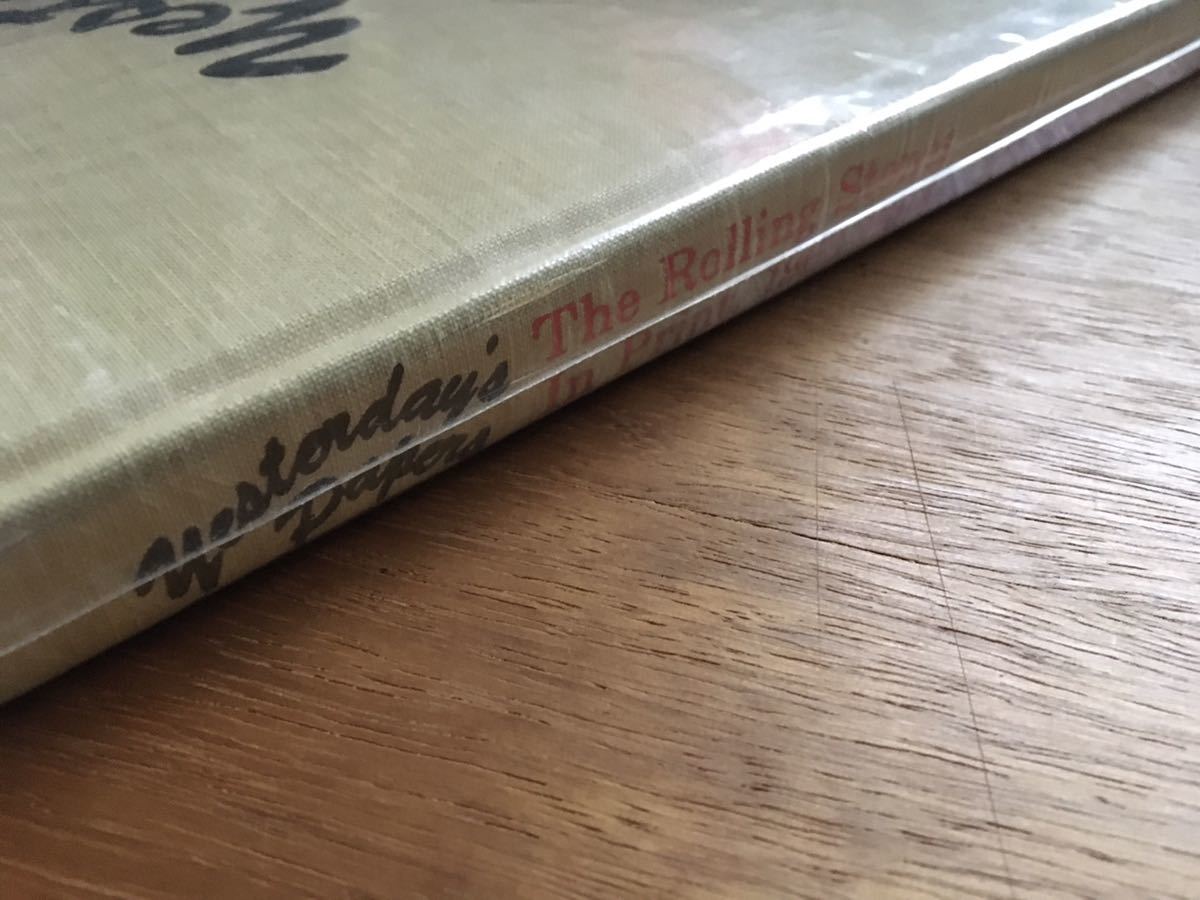 Yesterday's
Papers
The Rolling Stones
In Print